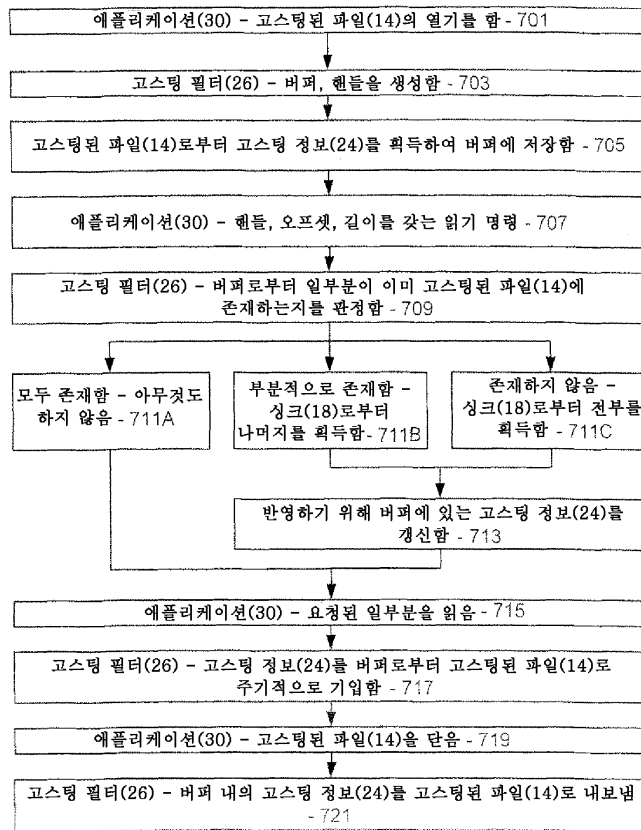 애플리케이션(30) - 고스팅된 파일(14)의 열기를 함 - 701
고스팅 필터(26) - 버퍼, 핸들을 생성함 - 703
고스팅된 파일(14)로부터 고스팅 정보(24)를 획득하여 버퍼에 저장함 - 705
애플리케이션(30) - 핸들, 오프셋, 길이를 갖는 읽기 명령 - 707
고스팅 필터(26) - 버퍼로부터 일부분이 이미 고스팅된 파일(14)에
존재하는지를 판정함 - 709
모두 존재함 - 아무것도
하지 않음 - 711A
부분적으로 존재함 -
싱크(18)로부터
나머지를 획득함 - 711B
존재하지 않음 -
싱크(18)로부터 전부를
획득함 - 711C
반영하기 위해 버퍼에 있는 고스팅 정보(24)를
갱신함 - 713
애플리케이션(30) - 요청된 일부분을 읽음 - 715
고스팅 필터(26) - 고스팅 정보(24)를 버퍼로부터 고스팅된 파일(14)로
주기적으로 기입함 - 717
애플리케이션(30) - 고스팅된 파일(14)을 닫음 - 719
고스팅 필터(26) - 버퍼 내의 고스팅 정보(24)를 고스팅된 파일(14)로 내보냄
- 721